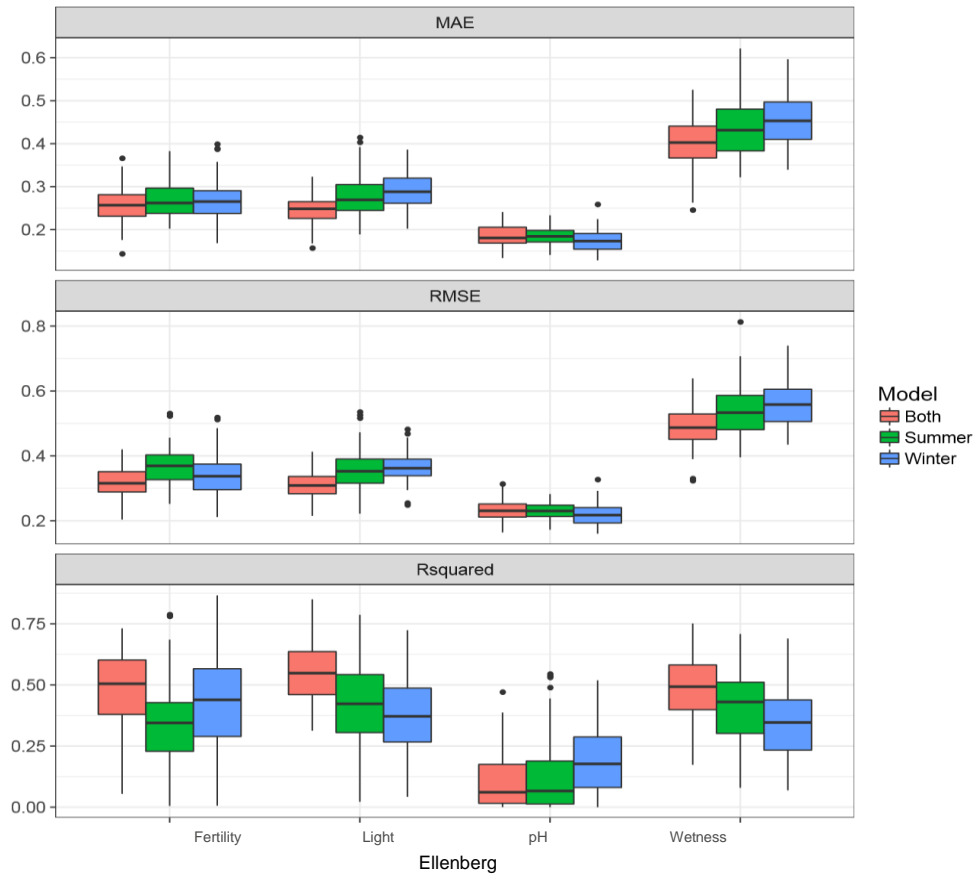 MAE
0.6
0.5
0.4
0.3
0.2
RMSE
0.8
0.6
0.4
0.2
Rsquared
0.75
0.50
0.25
0.00
Fertility Light pH Wetness
Ellenberg
Model
Both
Summer
Winter